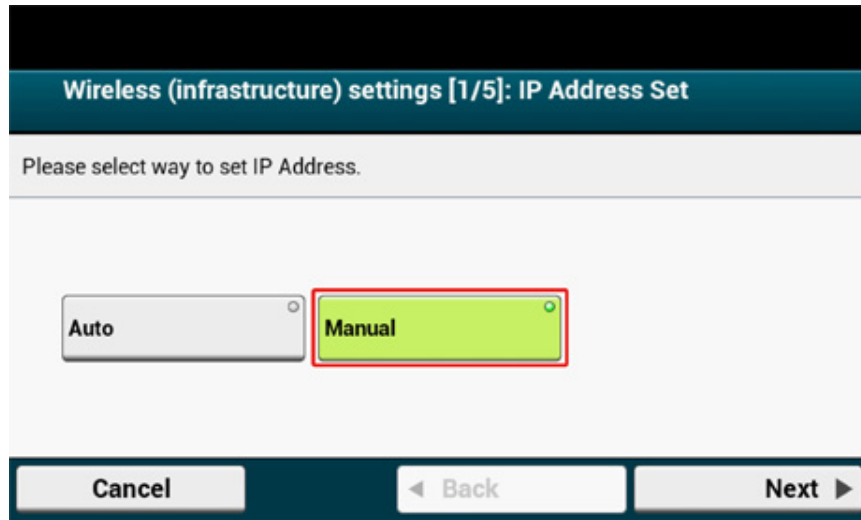 Wireless (infrastructure) settings [1/5]: IP Address Set
Please select way to set IP Address.
Auto
Manual
Cancel
Back
Next